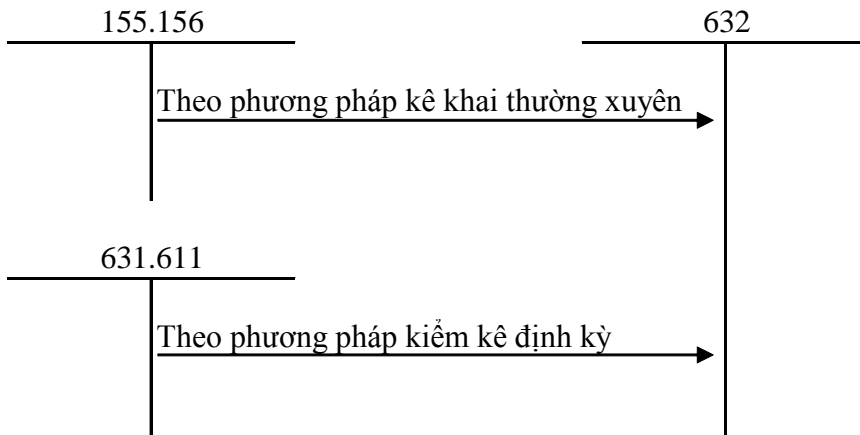 155.156
632
Theo phương pháp kê khai thường xuyên
631.611
Theo phương pháp kiểm kê định kỳ